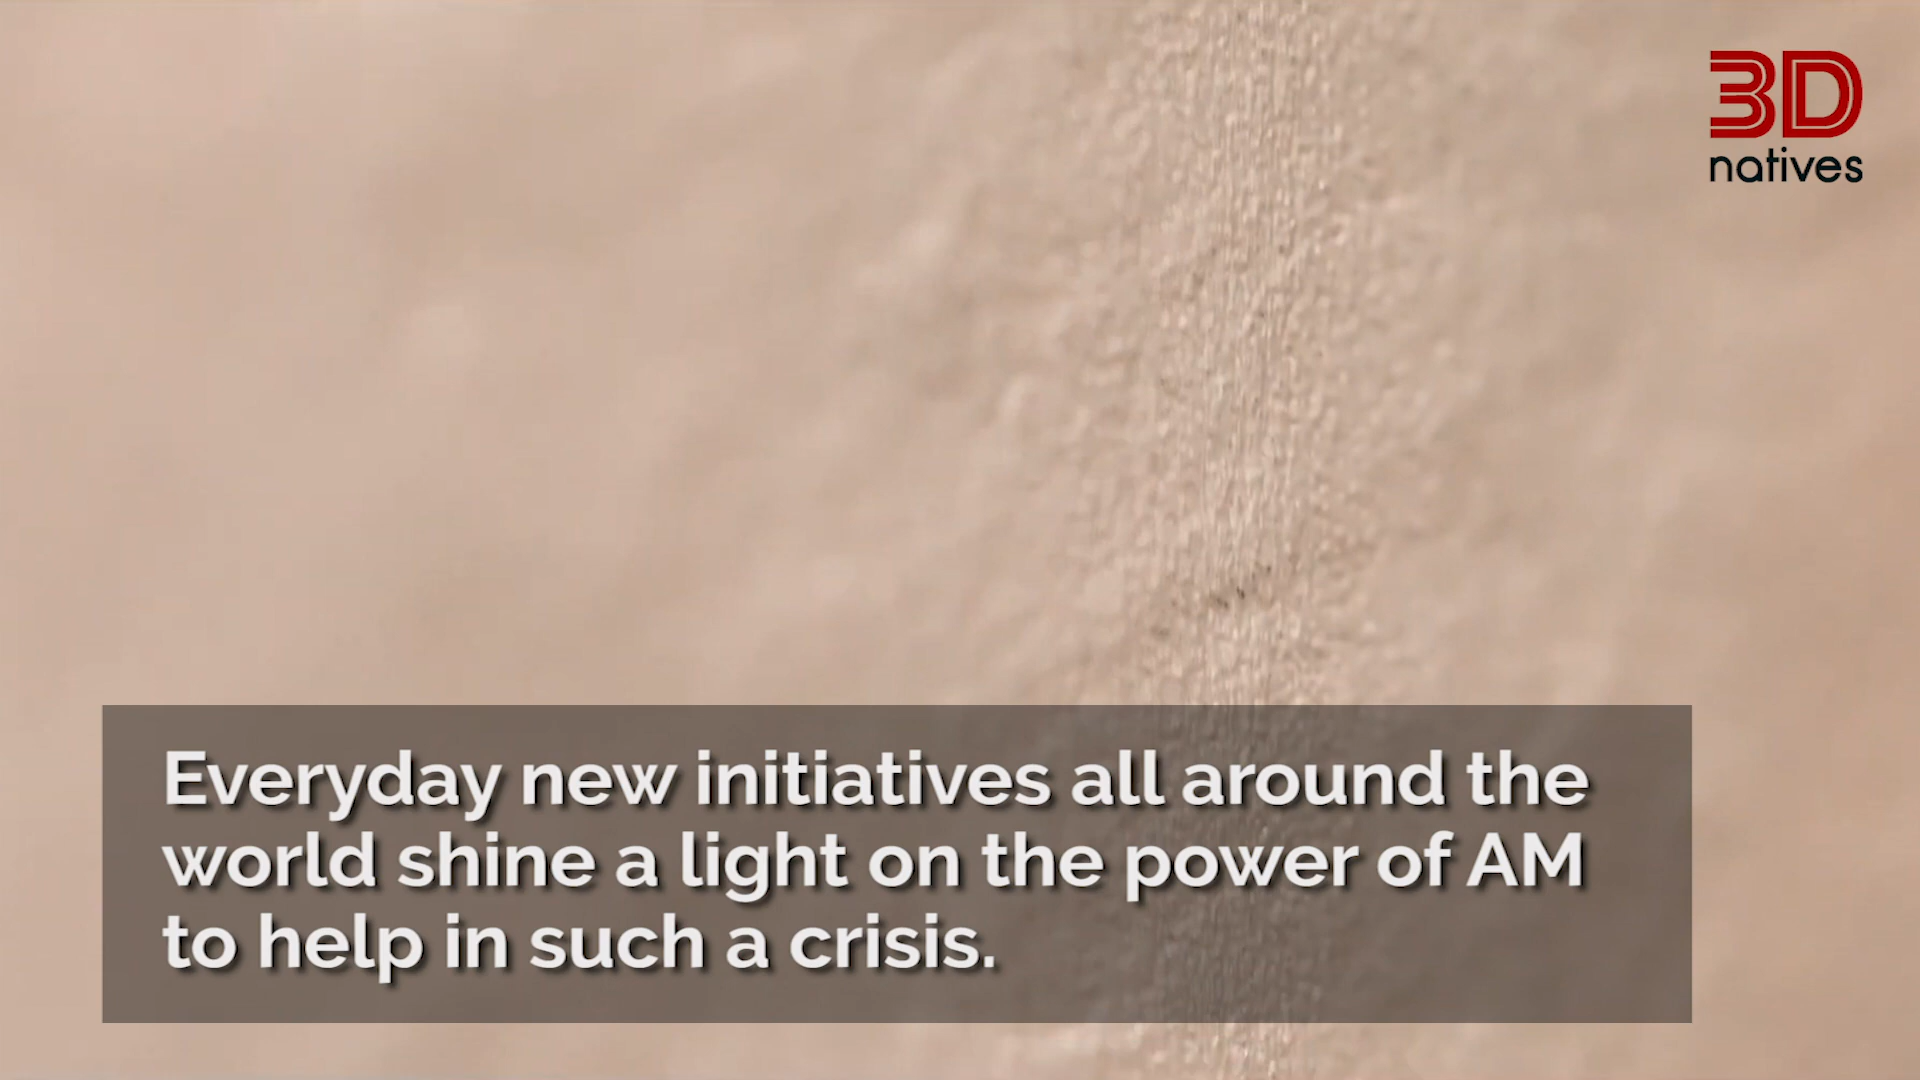 3D
natives
Everyday new initiatives all around the
world shine a light on the power of AM
to help in such a crisis.